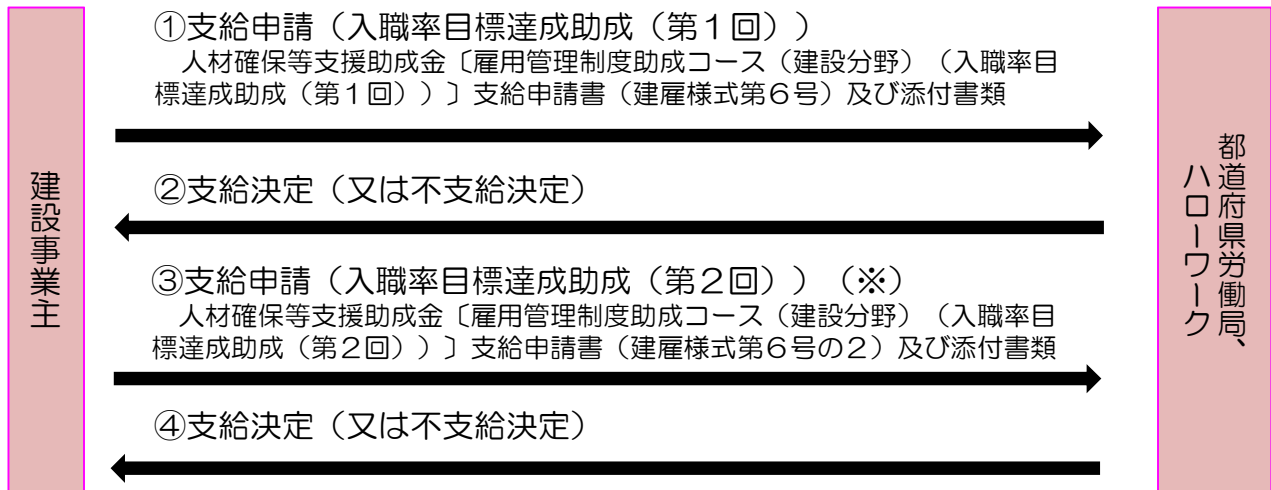 建設事業主
①支給申請（入職率目標達成助成（第１回））
人材確保等支援助成金〔雇用管理制度助成コース（建設分野）（入職率目
標達成助成（第１回））〕支給申請書（建雇様式第６号）及び添付書類
②支給決定（又は不支給決定）
③支給申請（入職率目標達成助成（第２回））（※）
人材確保等支援助成金〔雇用管理制度助成コース（建設分野）（入職率目
標達成助成（第２回））〕支給申請書（建雇様式第６号の２）及び添付書類
④支給決定（又は不支給決定）
都道府県労働局、
ハローワーク